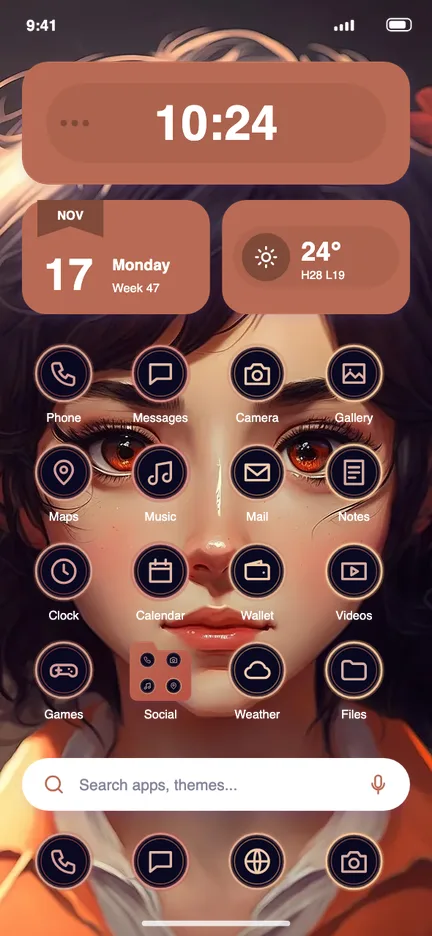 9:41
10:24
NOV
17
Monday
Week 47
24°
H28 L19
Phone
Messages
Camera
Gallery
Maps
Music
Mail
Notes
Clock
Calendar
Wallet
Videos
Games
Social
Weather
Files
Search apps, themes...